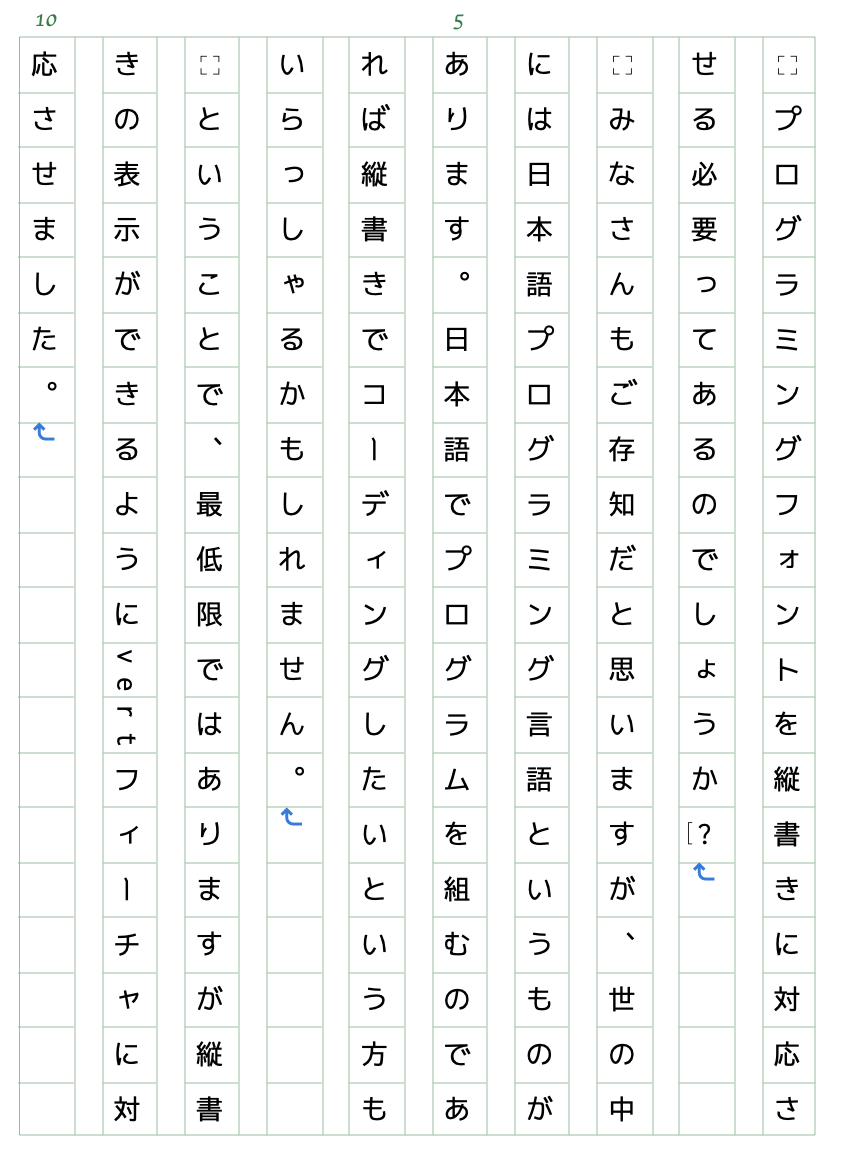 10
5
　プログラミングフォントを縦書きに対応さ
せる必要ってあるのでしょうか?
　みなさんもご存知だと思いますが、世の中
には日本語プログラミング言語というものが
あります。日本語でプログラムを組むのであ
れば縦書きでコーディングしたいという方も
いらっしゃるかもしれません。
　ということで、最低限ではありますが縦書
きの表示ができるようにvertフィーチャに対
応させました。